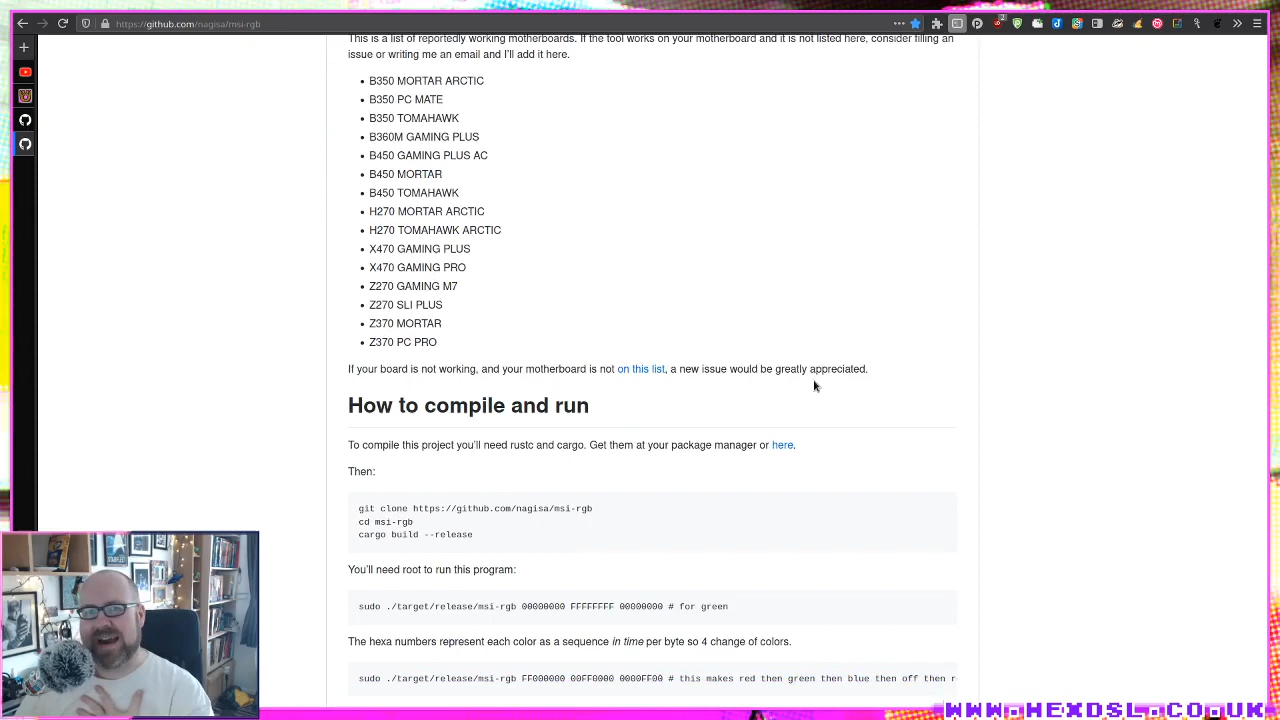 https://github.com/nagisa/msi-rgb
This is a list of reportedly working motherboards. If the tool works on your motherboard and it is not listed here, consider filling an
issue or writing me an email and I'll add it here.
B350 MORTAR ARCTIC
B350 PC MATE
B350 TOMAHAWK
B360M GAMING PLUS
B450 GAMING PLUS AC
B450 MORTAR
B450 TOMAHAWK
H270 MORTAR ARCTIC
H270 TOMAHAWK ARCTIC
X470 GAMING PLUS
X470 GAMING PRO
Z270 GAMING M7
Z270 SLI PLUS
Z370 MORTAR
Z370 PC PRO
If your board is not working, and your motherboard is not on this list, a new issue would be greatly appreciated.
How to compile and run
To compile this project you'll need rustc and cargo. Get them at your package manager or here.
Then:
git clone https://github.com/nagisa/msi-rgb
cd msi-rgb
cargo build --release
You'll need root to run this program:
sudo ./target/release/msi-rgb 00000000 FFFFFFFF 00000000 # for green
The hexa numbers represent each color as a sequence in time per byte so 4 change of colors.
sudo ./target/release/msi-rgb FF000000 00FF0000 0000FF00 # this makes red then green then blue then off then r
WWW.HEXDSL.CO.UK